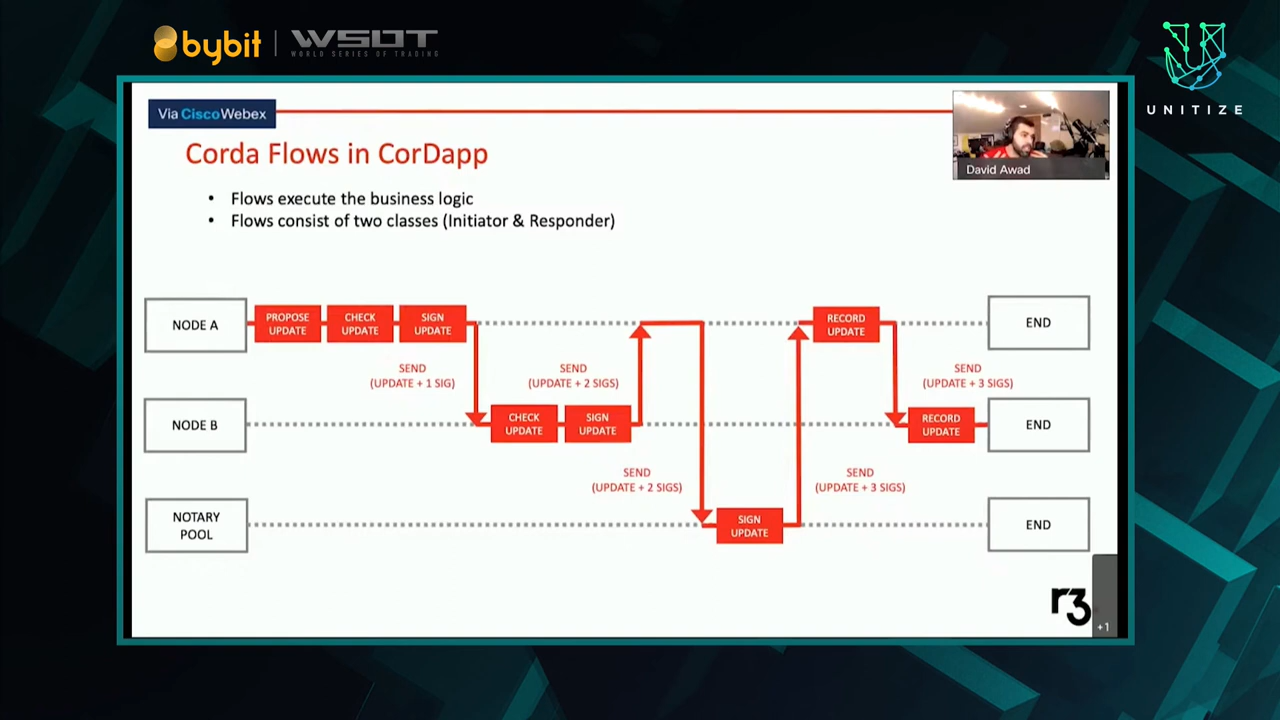 bybit
WSOT
WORLD SERIES OF TRADING
UNITIZE
Via CiscoWebex
David Awad
Corda Flows in CorDapp
• Flows execute the business logic
• Flows consist of two classes (Initiator & Responder)
NODE A
PROPOSE
UPDATE
CHECK
UPDATE
SIGN
UPDATE
RECORD
UPDATE
END
SEND
(UPDATE + 1 SIG)
SEND
(UPDATE + 2 SIGS)
SEND
(UPDATE + 3 SIGS)
NODE B
CHECK
UPDATE
SIGN
UPDATE
RECORD
UPDATE
END
SEND
(UPDATE + 2 SIGS)
SEND
(UPDATE + 3 SIGS)
NOTARY
POOL
SIGN
UPDATE
END
r3
+1